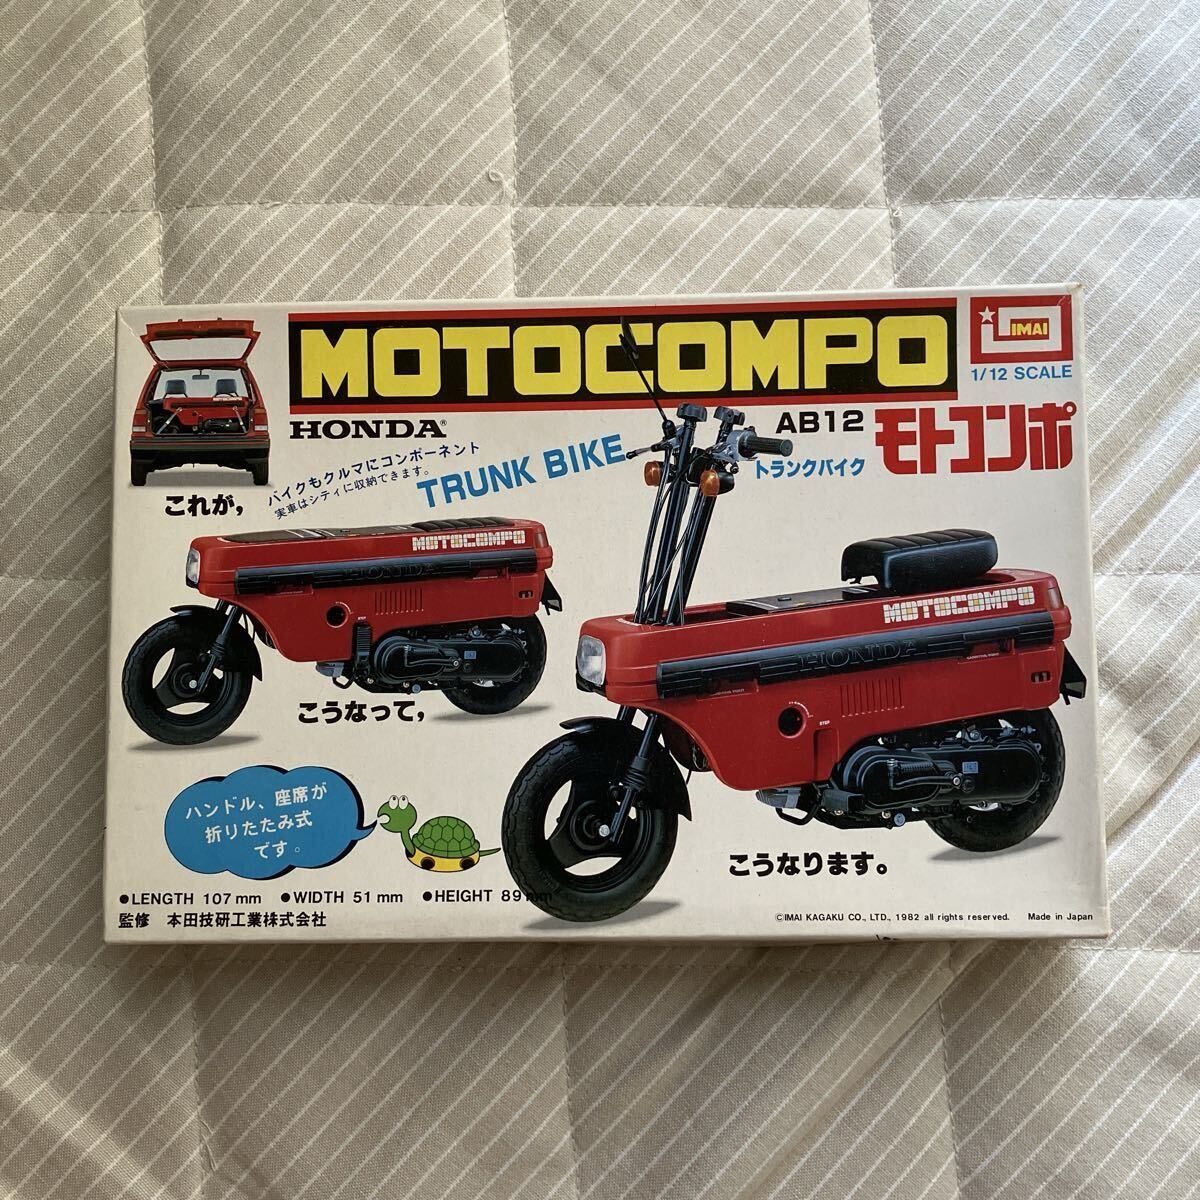 MOTOCOMPO
IMAI
1/12 SCALE
HONDA®
AB12 モトコンポ
バイクもクルマにコンポーネント
実車はシティに収納できます。
TRUNK BIKE
トランクバイク
MOTOCOMPO
これが,
MOTOCOMPO
HONDA
STEP
こうなって,
MOTOCOMPO
HONDA
STEP
こうなります。
ハンドル、座席が
折りたたみ式
です。
●LENGTH 107mm ●WIDTH 51mm ●HEIGHT 89mm
監修 本田技研工業株式会社
©IMAI KAGAKU CO., LTD., 1982 all rights reserved. Made in Japan